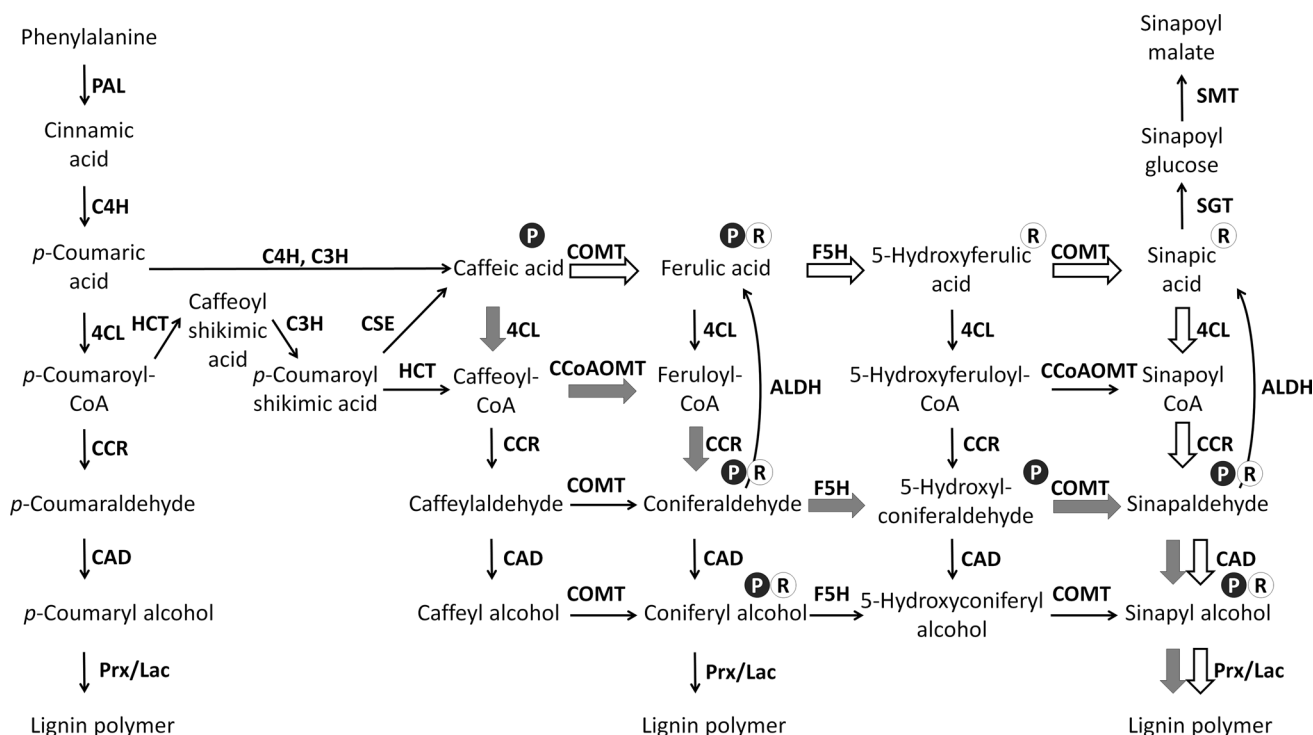 Phenylalanine
PAL
Cinnamic
acid
C4H
p-Coumaric
acid
C4H, C3H
Caffeic acid
P
COMT
Ferulic acid
P R
F5H
5-Hydroxyferulic
acid
R
COMT
Sinapic
acid
R
SGT
Sinapoyl
glucose
SMT
Sinapoyl
malate
4CL
HCT
Caffeoyl
shikimic
acid
C3H
CSE
4CL
4CL
4CL
4CL
p-Coumaroyl-
CoA
p-Coumaroyl
shikimic acid
HCT
Caffeoyl-
CoA
CCoAOMT
Feruloyl-
CoA
ALDH
5-Hydroxyferuloyl-
CoA
CCoAOMT
Sinapoyl
CoA
ALDH
CCR
CCR
CCR
CCR
CCR
p-Coumaraldehyde
Caffeylaldehyde
COMT
P R
Coniferaldehyde
F5H
5-Hydroxyl-
coniferaldehyde
P
COMT
P R
Sinapaldehyde
CAD
CAD
CAD
CAD
CAD
p-Coumaryl alcohol
Caffeyl alcohol
COMT
P R
Coniferyl alcohol
F5H
5-Hydroxyconiferyl
alcohol
COMT
P R
Sinapyl alcohol
Prx/Lac
Prx/Lac
Prx/Lac
Lignin polymer
Lignin polymer
Lignin polymer